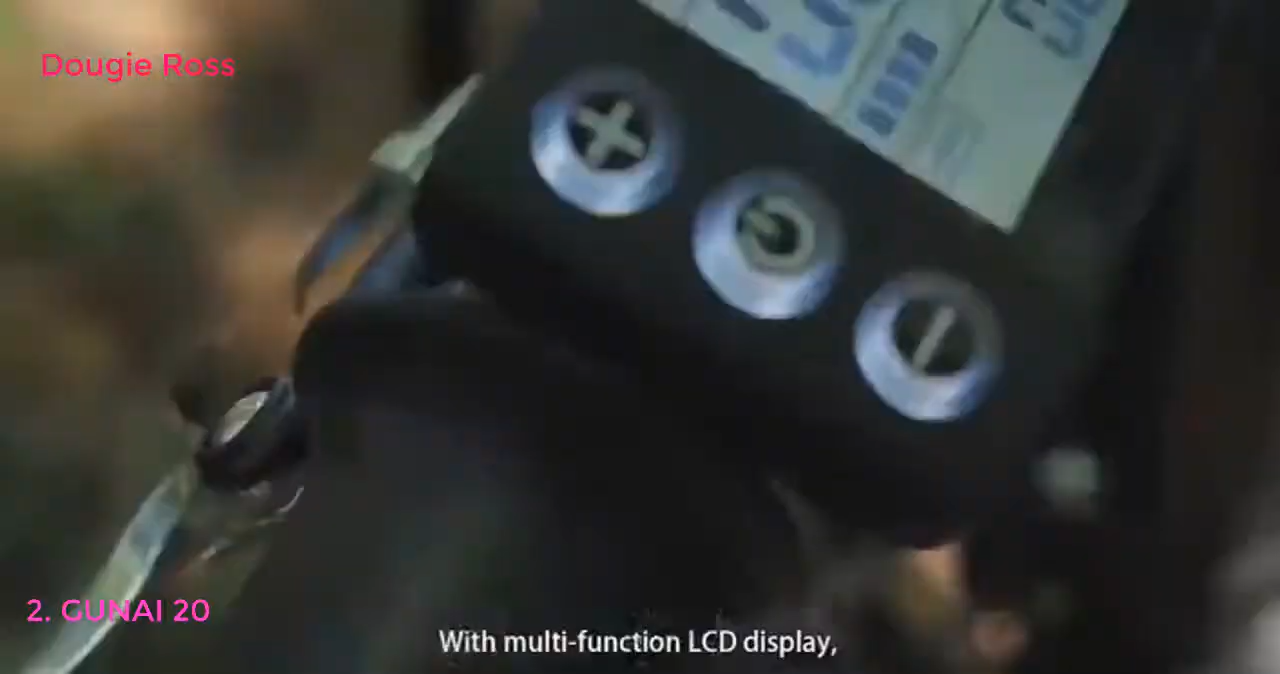 Dougie Ross
2. GUNAI 20
With multi-function LCD display,